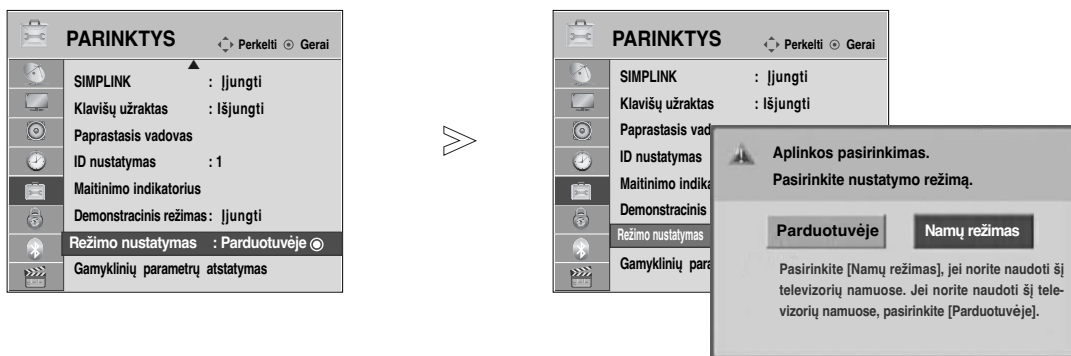 PARINKTYS Perkelti Gerai
SIMPLINK : Įjungti
Klavišų užraktas : Išjungti
Paprastasis vadovas
ID nustatymas : 1
Maitinimo indikatorius
Demonstracinis režimas : Įjungti
Režimo nustatymas : Parduotuvėje
Gamyklinių parametrų atstatymas
>
PARINKTYS Perkelti Gerai
SIMPLINK : Įjungti
Klavišų užraktas : Išjungti
Paprastasis vad
ID nustatymas
Maitinimo indika
Demonstracinis
Režimo nustatymas
Gamyklinių para
Aplinkos pasirinkimas.
Pasirinkite nustatymo režimą.
Parduotuvėje Namų režimas
Pasirinkite [Namų režimas], jei norite naudoti šį
televizorių namuose. Jei norite naudoti šį tele-
vizorių namuose, pasirinkite [Parduotuvėje].